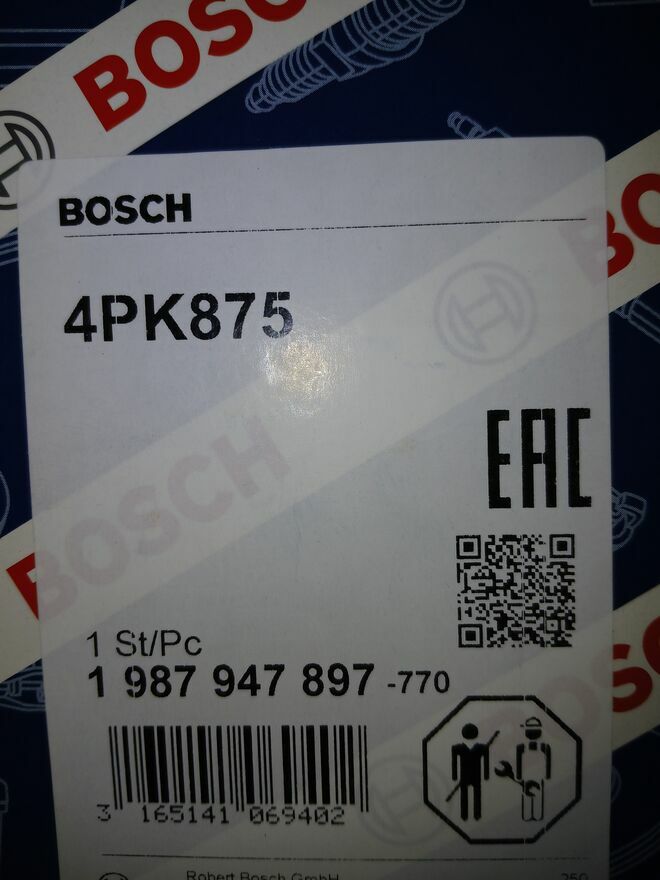 BOSCH
BOSCH
4PK875
BOSCH
EAC
1 St/Pc
1 987 947 897 -770
3 165141 069402
Robert Bosch GmbH
250